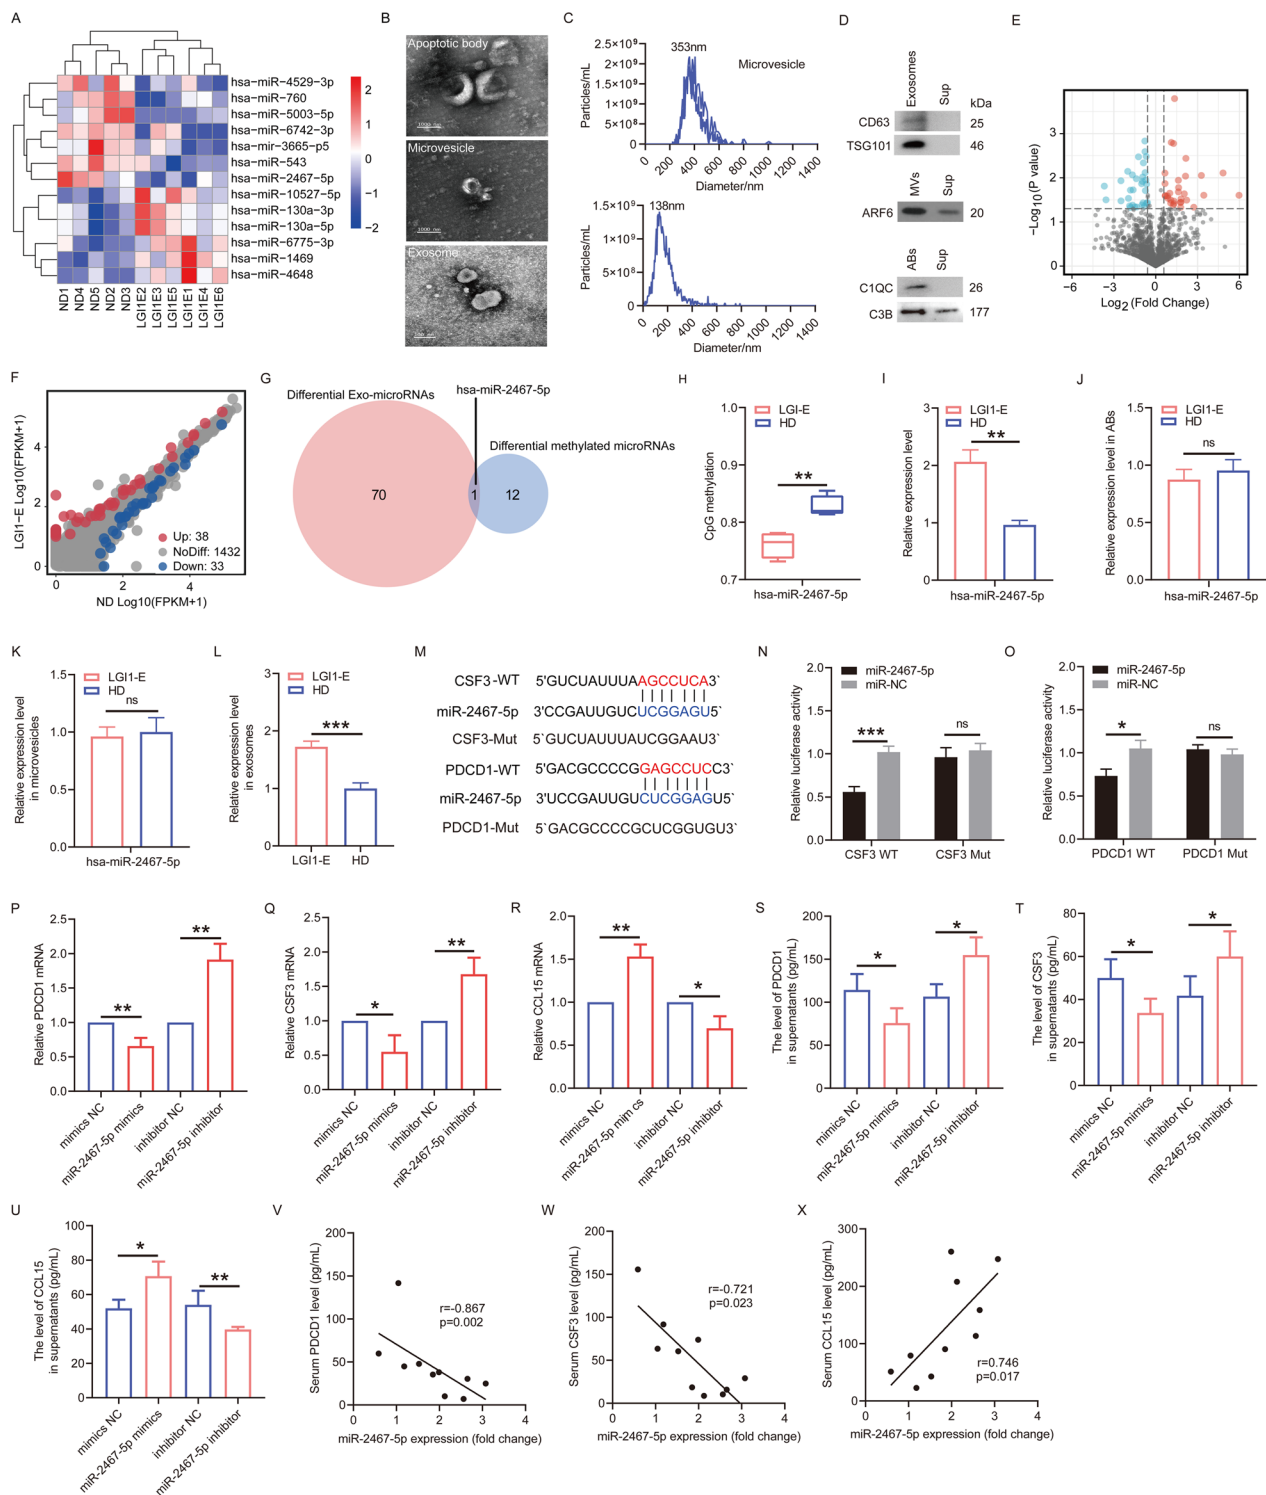 A
hsa-miR-4529-3p
hsa-miR-760
hsa-miR-5003-5p
hsa-miR-6742-3p
hsa-mir-3665-p5
hsa-miR-543
hsa-miR-2467-5p
hsa-miR-10527-5p
hsa-miR-130a-3p
hsa-miR-130a-5p
hsa-miR-6775-3p
hsa-miR-1469
hsa-miR-4648
2
1
0
−1
−2
ND1
ND4
ND5
ND2
ND3
LGI1E2
LGI1E3
LGI1E5
LGI1E1
LGI1E4
LGI1E6
B
Apoptotic body
Microvesicle
Exosome
C
353nm
Microvesicle
Particles/mL
2.5×10⁹
2×10⁹
1×10⁹
1×10⁹
5×10⁸
0
0 200 400 600 800 1000 1200 1400
Diameter/nm
138nm
Particles/mL
1.5×10⁹
1×10⁹
5×10⁸
0
0 200 400 600 800 1000 1200 1400
Diameter/nm
D
Exosomes Sup
kDa
CD63 25
TSG101 46
MVs Sup
ARF6 20
ABs Sup
C1QC 26
C3B 177
E
−Log₁₀(P value)
3
2
1
0
−6 −3 0 3 6
Log₂(Fold Change)
F
LGI1−E Log10(FPKM+1)
4
2
0
Up: 38
NoDiff: 1432
Down: 33
0 2 4
ND Log10(FPKM+1)
G
hsa-miR-2467-5p
Differential Exo-microRNAs
Differential methylated microRNAs
70 1 12
H
LGI-E
HD
CpG methylation
1.0
0.9
0.8
0.7
**
hsa-miR-2467-5p
I
LGI1-E
HD
Relative expression level
3
2
1
0
**
hsa-miR-2467-5p
J
LGI1-E
HD
Relative expression level in ABs
1.5
1.0
0.5
0.0
ns
hsa-miR-2467-5p
K
LGI1-E
HD
Relative expression level
in microvesicles
1.5
1.0
0.5
0.0
ns
hsa-miR-2467-5p
L
LGI1-E
HD
Relative expression level
in exosomes
3
2
1
0
***
LGI1-E HD
M
CSF3-WT 5'GUCUAUUUAAGCCUCA3`
miR-2467-5p 3'CCGAUUGUCUCGGAGU5`
CSF3-Mut 5`GUCUAUUUAUCGGAAU3`
PDCD1-WT 5'GACGCCCCGGAGCCUCC3`
miR-2467-5p 3'UCCGAUUGUCUCGGAGU5`
PDCD1-Mut 5`GACGCCCCGCUCGGUGU3`
N
miR-2467-5p
miR-NC
Relative luciferase activity
2.0
1.5
1.0
0.5
0.0
*** ns
CSF3 WT CSF3 Mut
O
miR-2467-5p
miR-NC
Relative luciferase activity
2.0
1.5
1.0
0.5
0.0
* ns
PDCD1 WT PDCD1 Mut
P
Relative PDCD1 mRNA
2.5
2.0
1.5
1.0
0.5
0.0
** **
mimics NC
miR-2467-5p mimics
inhibitor NC
miR-2467-5p inhibitor
Q
Relative CSF3 mRNA
2.5
2.0
1.5
1.0
0.5
0.0
* **
mimics NC
miR-2467-5p mimics
inhibitor NC
miR-2467-5p inhibitor
R
Relative CCL15 mRNA
2.0
1.5
1.0
0.5
0.0
** *
mimics NC
miR-2467-5p mim cs
inhibitor NC
miR-2467-5p inhibitor
S
The level of PDCD1
in supernatants (pg/mL)
200
150
100
50
0
* *
mimics NC
miR-2467-5p mimics
inhibitor NC
miR-2467-5p inhibitor
T
The level of CSF3
in supernatants (pg/mL)
80
60
40
20
0
* *
mimics NC
miR-2467-5p mimics
inhibitor NC
miR-2467-5p inhibitor
U
The level of CCL15
in supernatants (pg/mL)
100
80
60
40
20
0
* **
mimics NC
miR-2467-5p mimics
inhibitor NC
miR-2467-5p inhibitor
V
Serum PDCD1 level (pg/mL)
200
150
100
50
0
r=-0.867
p=0.002
0 1 2 3 4
miR-2467-5p expression (fold change)
W
Serum CSF3 level (pg/mL)
200
150
100
50
0
r=-0.721
p=0.023
0 1 2 3 4
miR-2467-5p expression (fold change)
X
Serum CCL15 level (pg/mL)
300
200
100
0
r=0.746
p=0.017
0 1 2 3 4
miR-2467-5p expression (fold change)